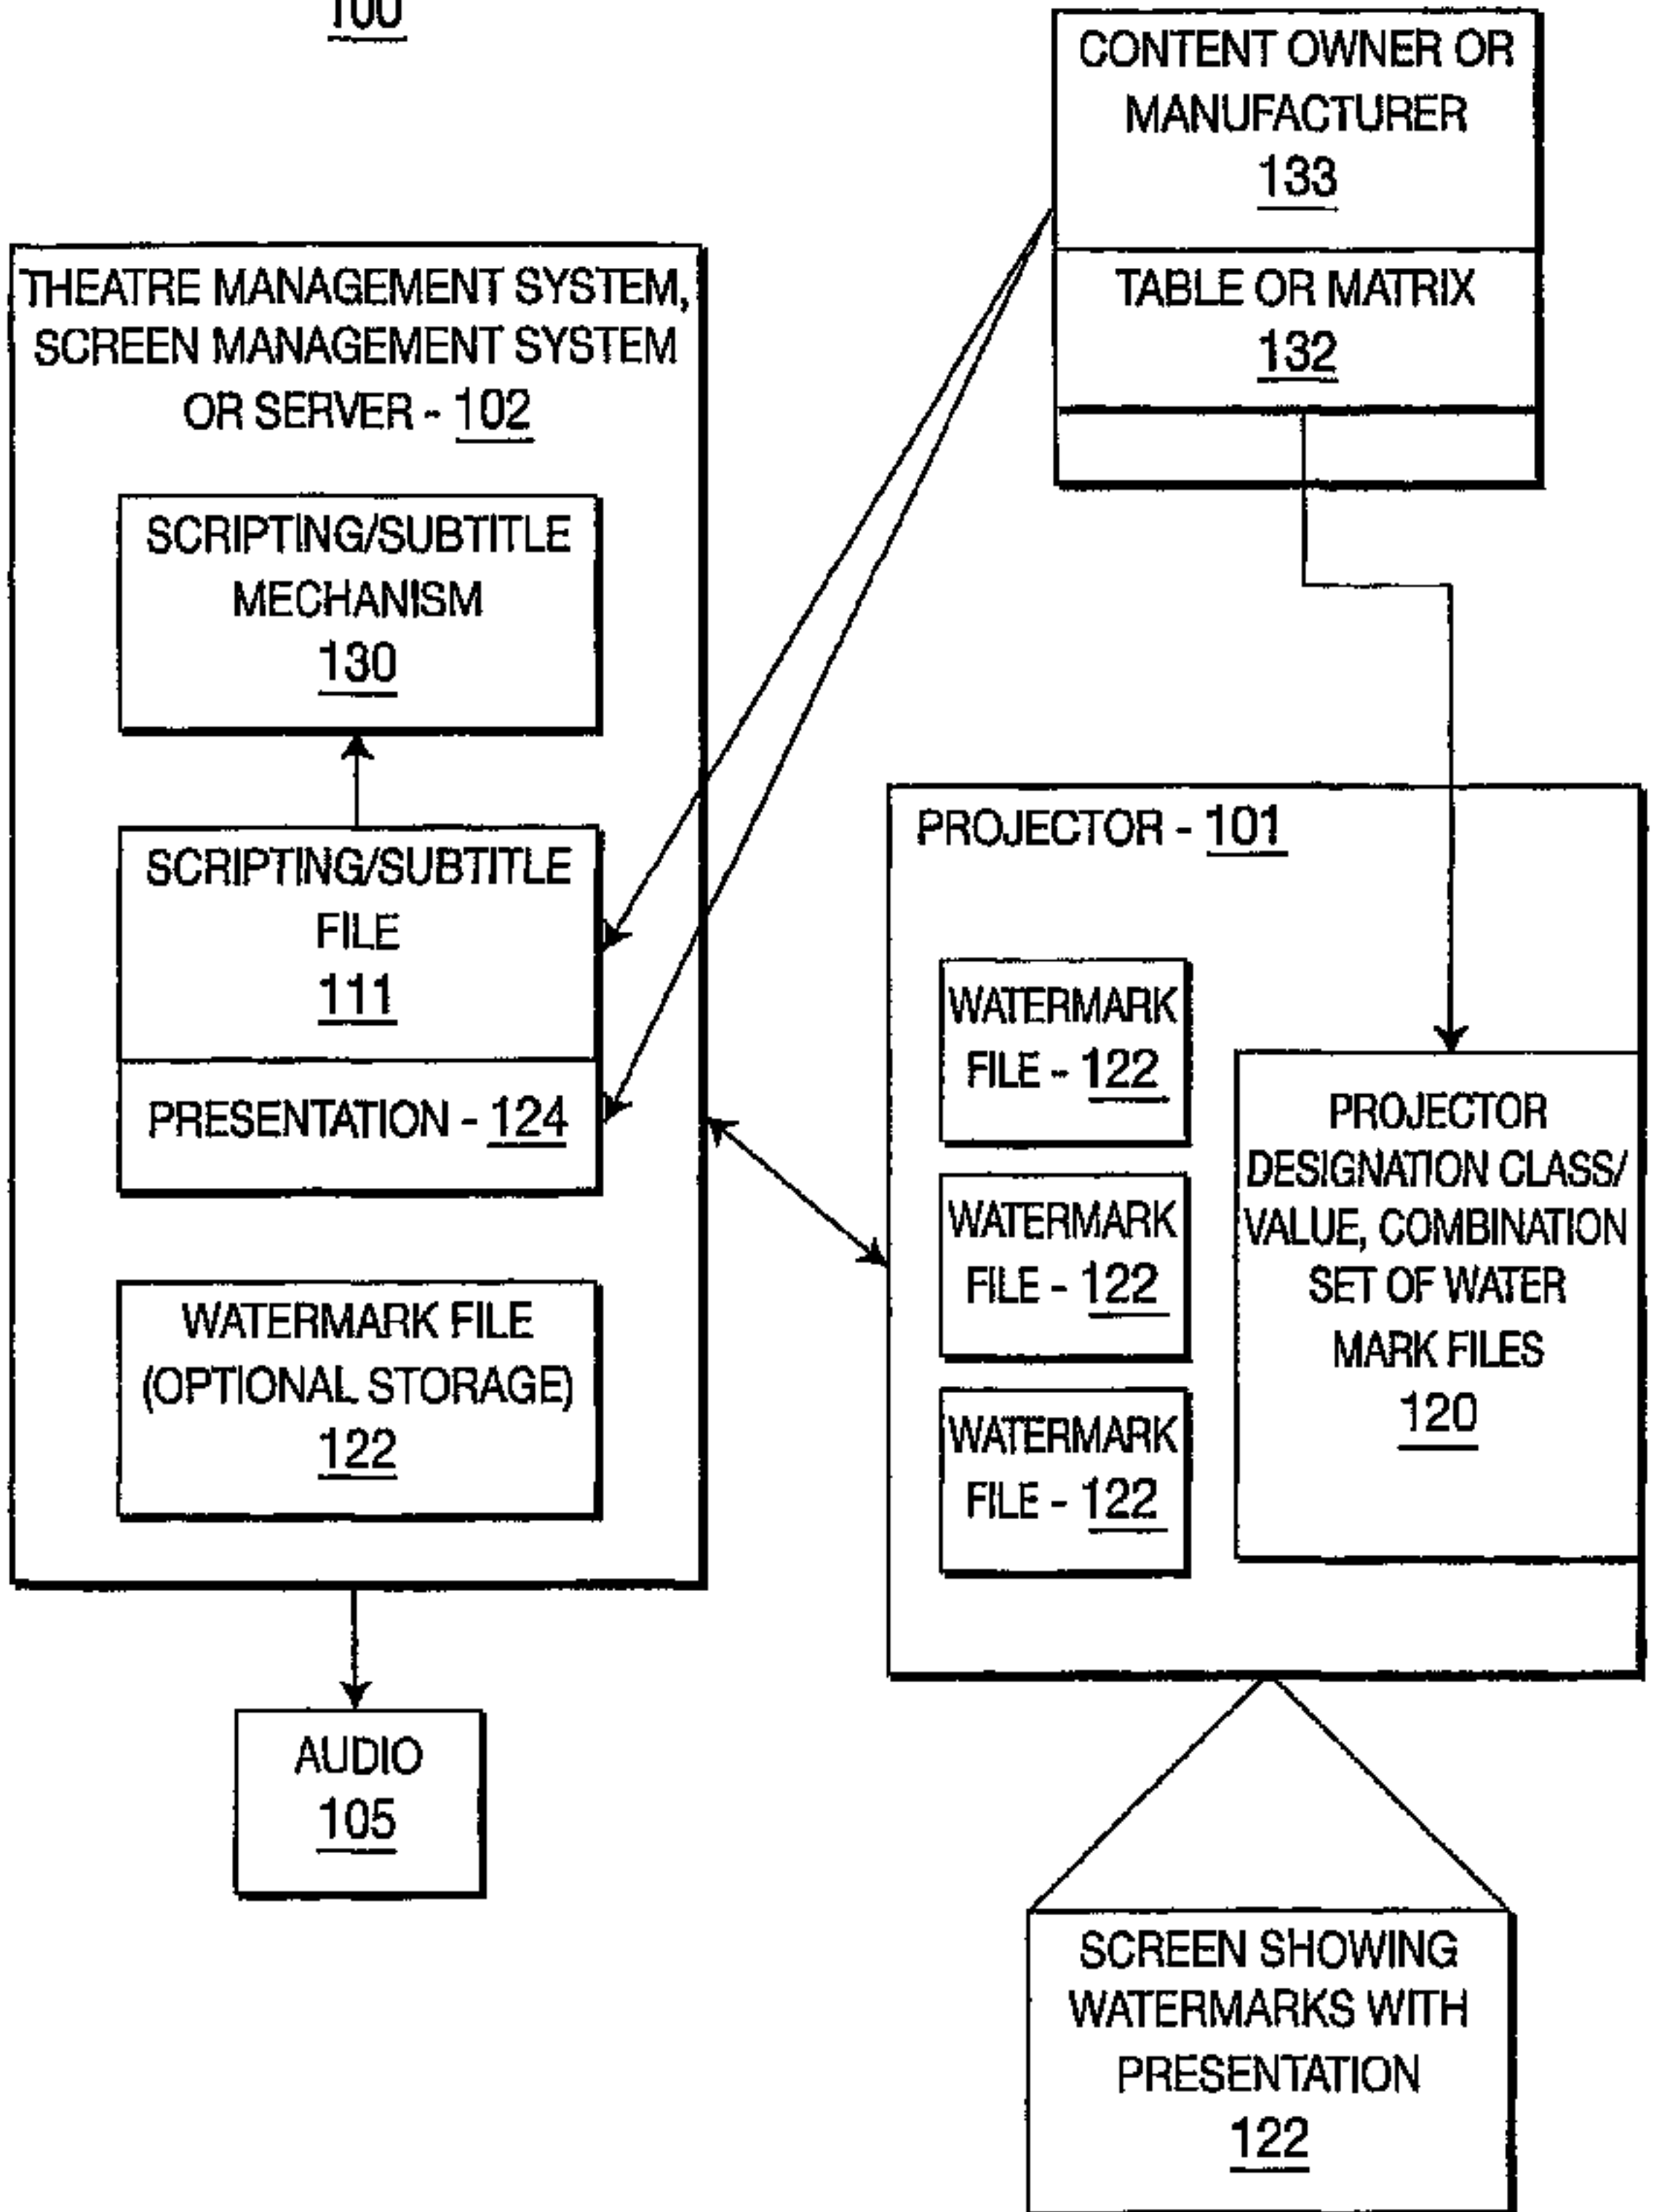 100
CONTENT OWNER OR
MANUFACTURER
133
TABLE OR MATRIX
132
THEATRE MANAGEMENT SYSTEM,
SCREEN MANAGEMENT SYSTEM
OR SERVER - 102
SCRIPTING/SUBTITLE
MECHANISM
130
SCRIPTING/SUBTITLE
FILE
111
PRESENTATION - 124
WATERMARK FILE
(OPTIONAL STORAGE)
122
AUDIO
105
PROJECTOR - 101
WATERMARK
FILE - 122
WATERMARK
FILE - 122
WATERMARK
FILE - 122
PROJECTOR
DESIGNATION CLASS/
VALUE, COMBINATION
SET OF WATER
MARK FILES
120
SCREEN SHOWING
WATERMARKS WITH
PRESENTATION
122